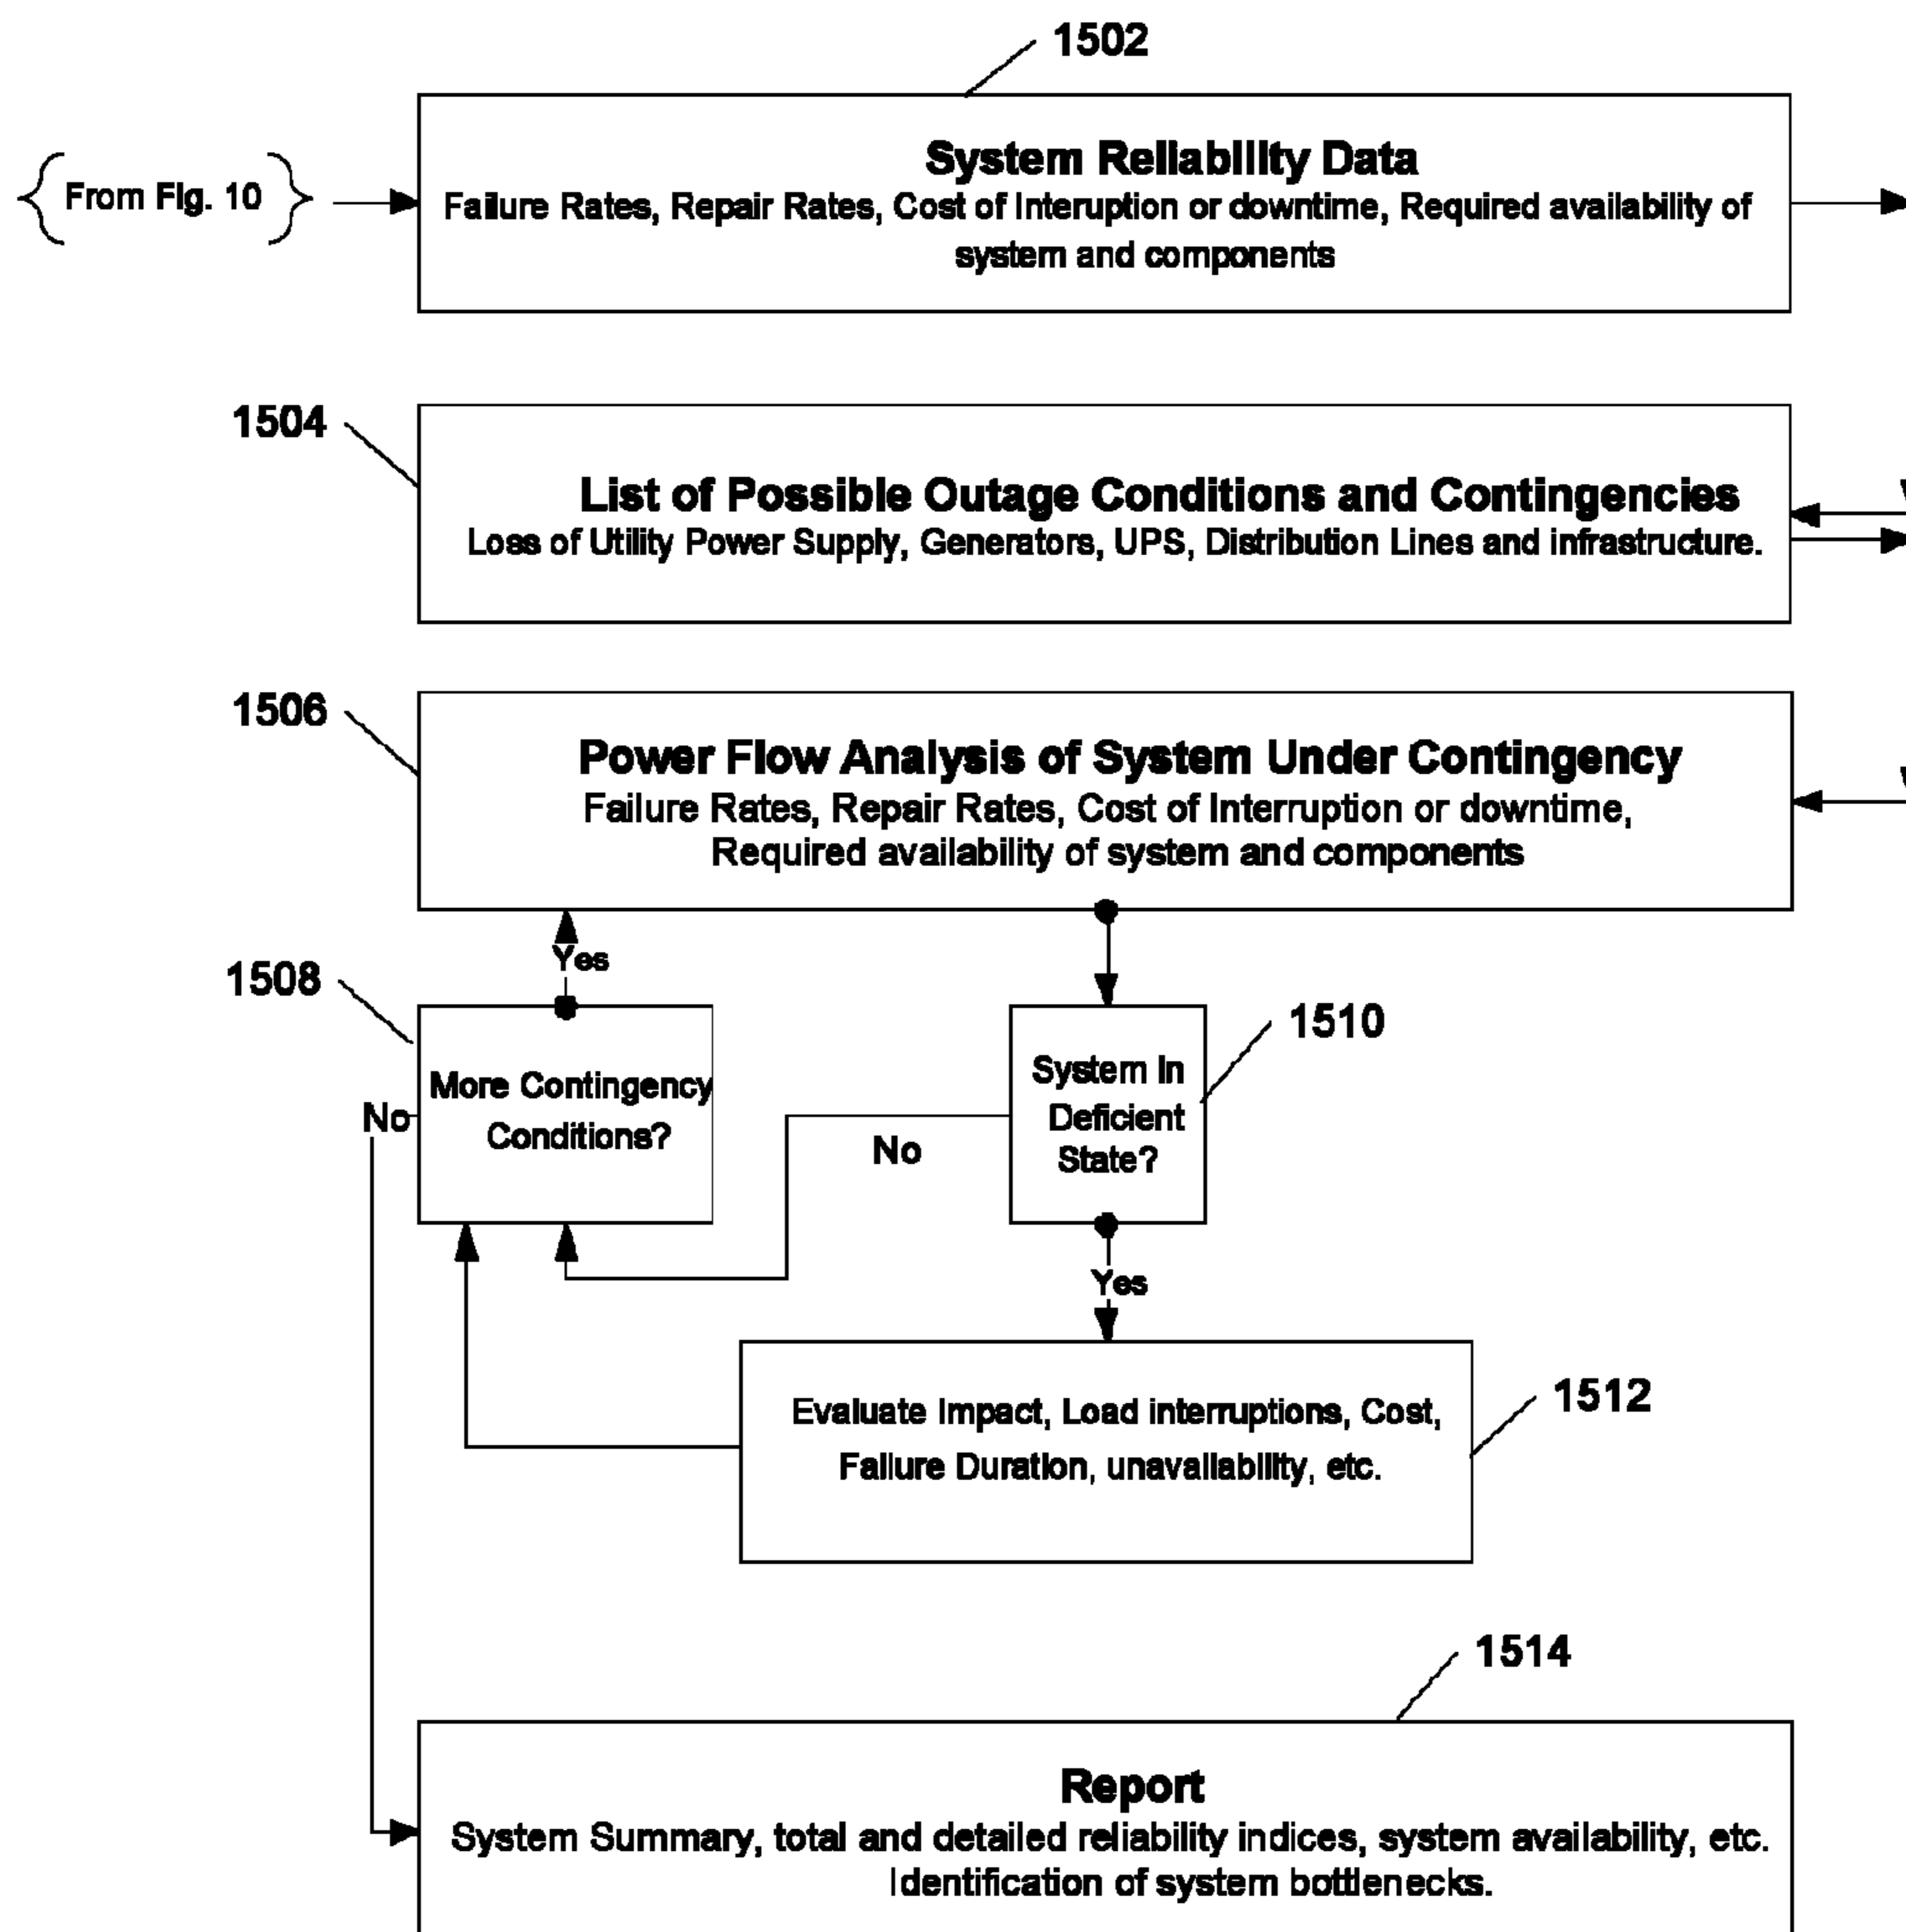 1502
System Reliability Data
From Fig. 10
Failure Rates, Repair Rates, Cost of Interuption or downtime, Required availability of
system and components
1504
List of Possible Outage Conditions and Contingencies
Loss of Utility Power Supply, Generators, UPS, Distribution Lines and infrastructure.
1506
Power Flow Analysis of System Under Contingency
Failure Rates, Repair Rates, Cost of Interruption or downtime,
Required availability of system and components
Yes
1508
1510
More Contingency
Conditions?
No
System In
Deficient
State?
No
Yes
1512
Evaluate Impact, Load interruptions, Cost,
Failure Duration, unavailability, etc.
1514
Report
System Summary, total and detailed reliability indices, system availability, etc.
Identification of system bottlenecks.